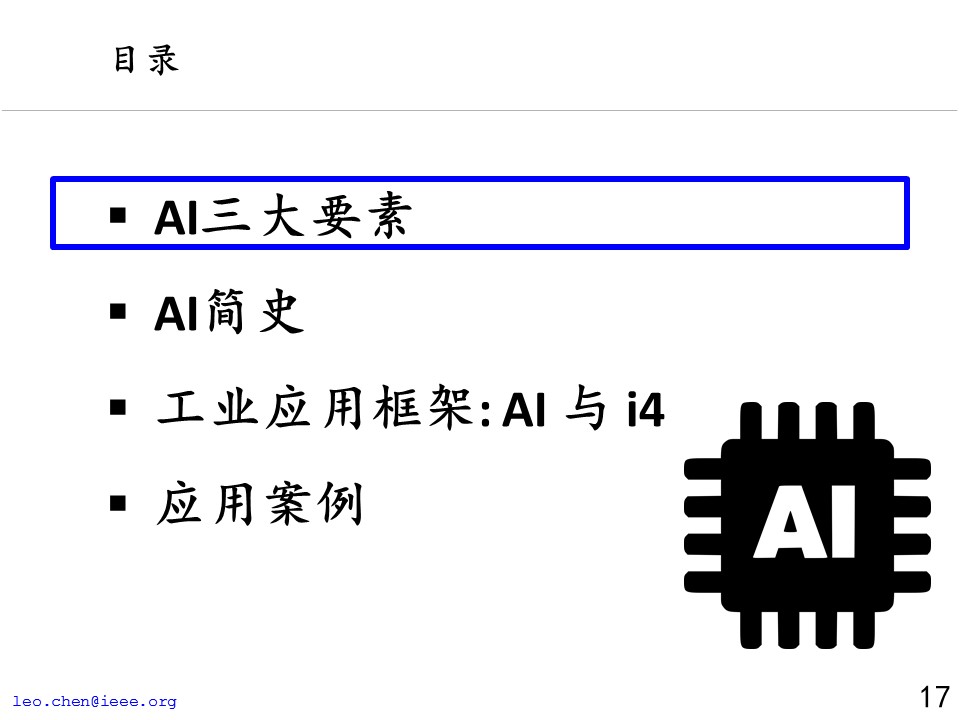 目录
▪ AI三大要素
▪ AI简史
▪ 工业应用框架: AI 与 i4
▪ 应用案例
AI
leo.chen@ieee.org
17